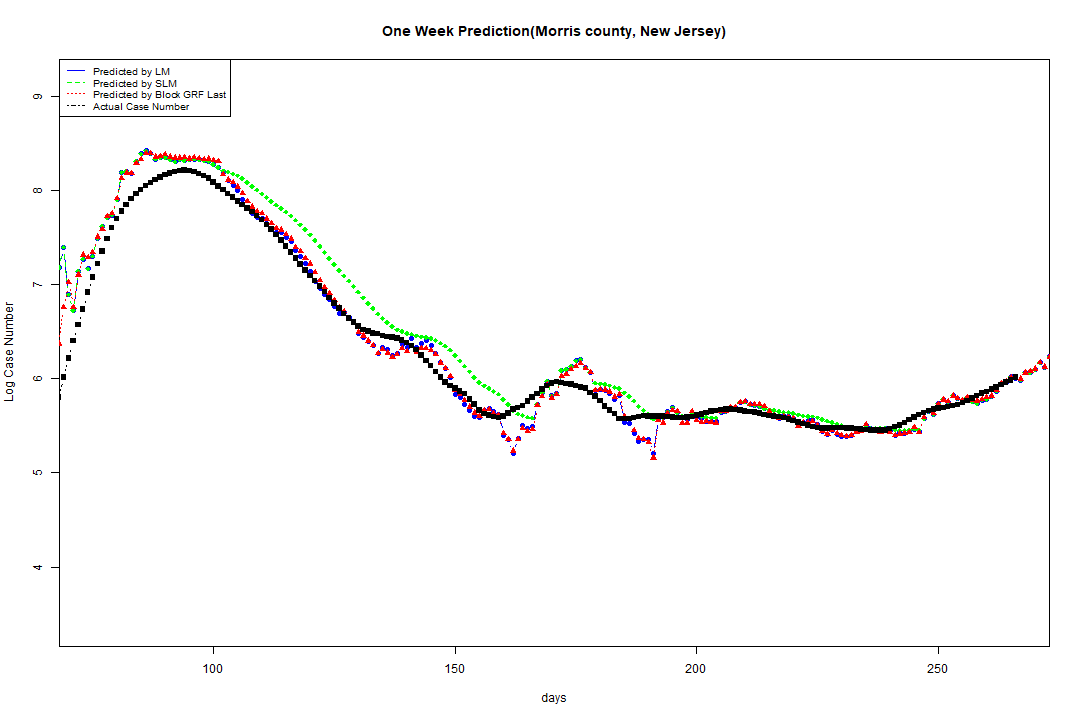 One Week Prediction(Morris county, New Jersey)
Predicted by LM
Predicted by SLM
Predicted by Block GRF Last
Actual Case Number
9
8
7
6
5
4
Log Case Number
100 150 200 250
days